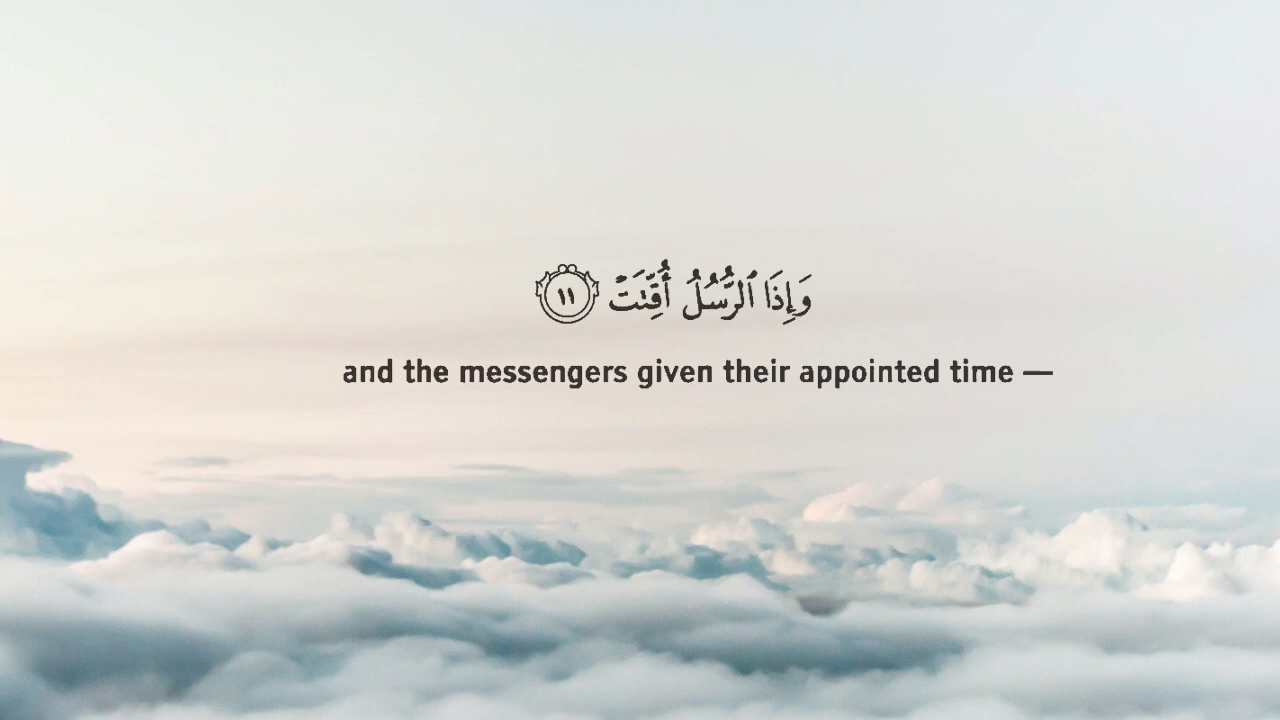 وَإِذَا ٱلرُّسُلُ أُقِّتَتۡ ١١
and the messengers given their appointed time —